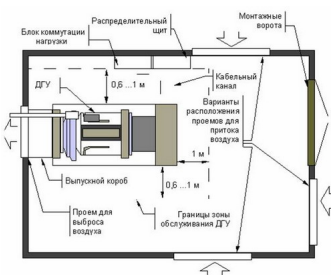 Распределительный
щит
Блок коммутации
нагрузки
Монтажные
ворота
ДГУ
0,6 ...1 м
Кабельный
канал
Варианты
расположения
проемов для
притока
воздуха
1 м
Выпускной короб
0,6 ...1 м
Проем для
выброса
воздуха
Границы зоны
обслуживания ДГУ